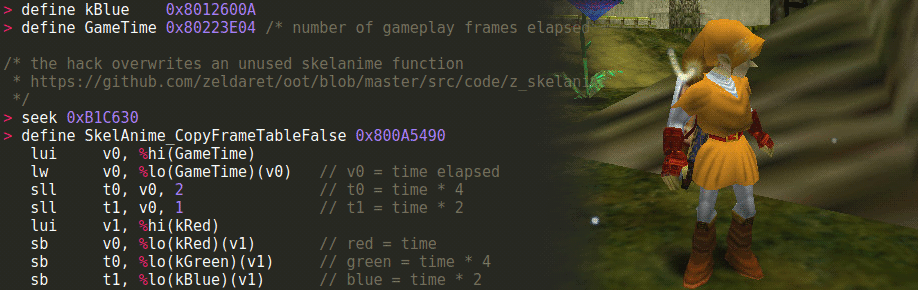 > define kBlue 0x8012600A
> define GameTime 0x80223E04 /* number of gameplay frames elapsed
/* the hack overwrites an unused skelanime function
* https://github.com/zeldaret/oot/blob/master/src/code/z_skelani
*/
> seek 0xB1C630
> define SkelAnime_CopyFrameTableFalse 0x800A5490
lui v0, %hi(GameTime)
lw v0, %lo(GameTime)(v0) // v0 = time elapsed
sll t0, v0, 2 // t0 = time * 4
sll t1, v0, 1 // t1 = time * 2
lui v1, %hi(kRed)
sb v0, %lo(kRed)(v1) // red = time
sb t0, %lo(kGreen)(v1) // green = time * 4
sb t1, %lo(kBlue)(v1) // blue = time * 2